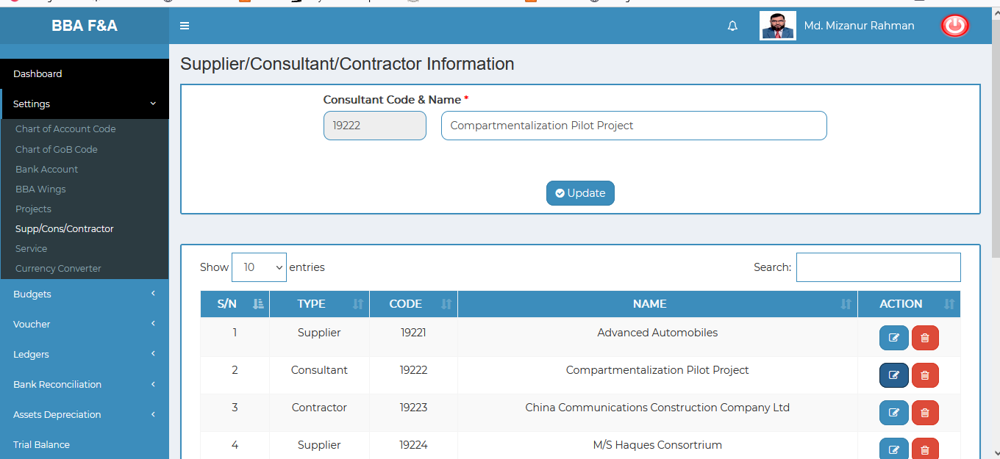 BBA F&A
Md. Mizanur Rahman
Dashboard
Settings
Chart of Account Code
Chart of GoB Code
Bank Account
BBA Wings
Projects
Supp/Cons/Contractor
Service
Currency Converter
Budgets
Voucher
Ledgers
Bank Reconciliation
Assets Depreciation
Trial Balance
Supplier/Consultant/Contractor Information
Consultant Code & Name *
19222 Compartmentalization Pilot Project
Update
Show 10 entries Search:
S/N TYPE CODE NAME ACTION
1 Supplier 19221 Advanced Automobiles
2 Consultant 19222 Compartmentalization Pilot Project
3 Contractor 19223 China Communications Construction Company Ltd
4 Supplier 19224 M/S Haques Consortrium